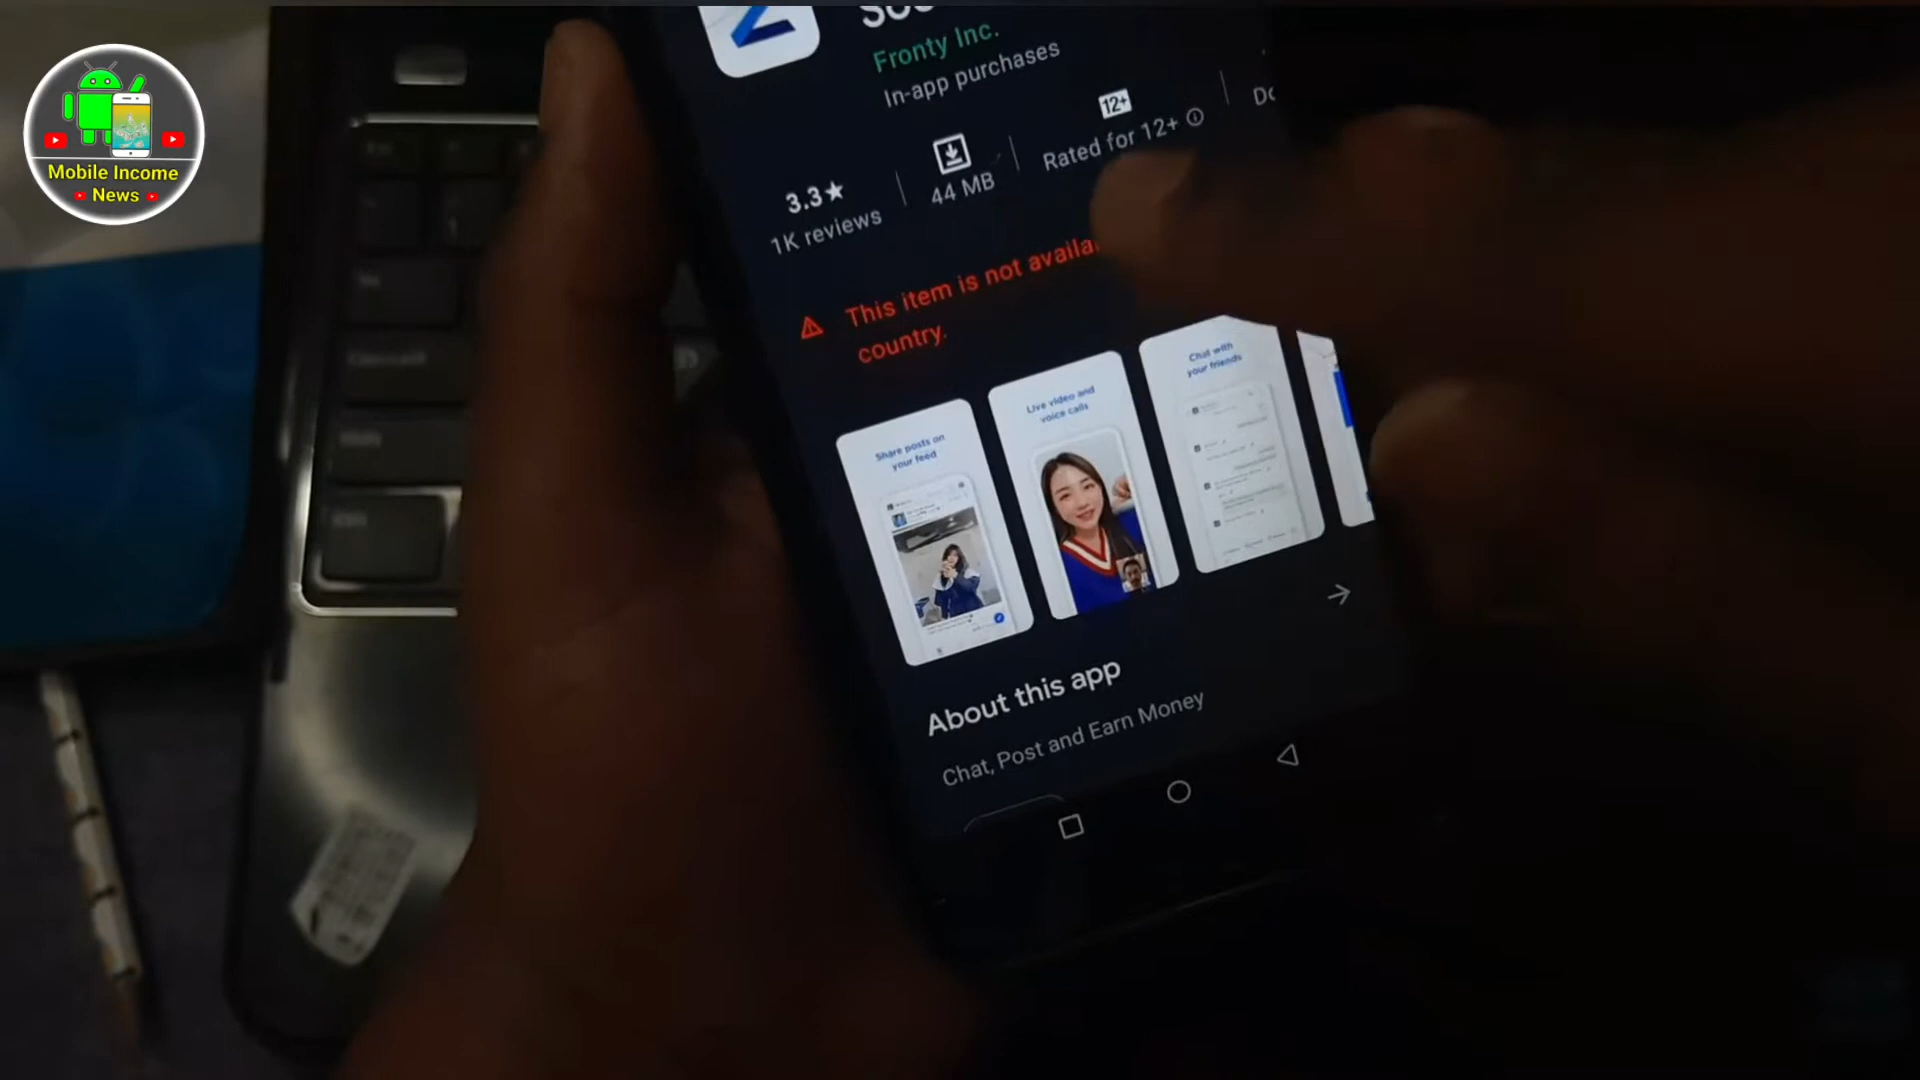 Mobile Income
News
Fronty Inc.
In-app purchases
3.3★
1K reviews
44 MB
12+
Rated for 12+
This item is not
country.
Share posts on
your feed
Live video and
voice calls
Chat with
your friends
About this app
Chat, Post and Earn Money